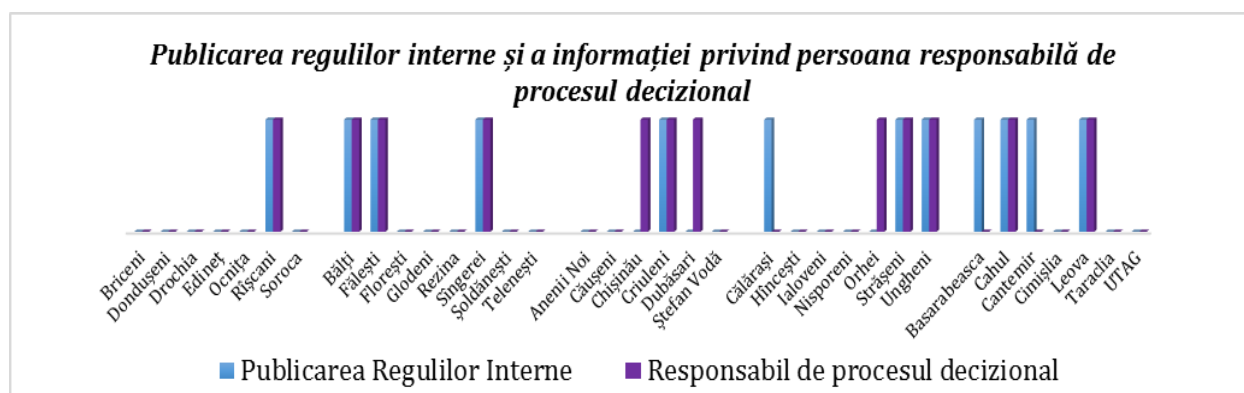 Publicarea regulilor interne și a informației privind persoana responsabilă de
procesul decizional
Briceni
Dondușeni
Drochia
Edineț
Ocnița
Rîșcani
Soroca
Bălți
Fălești
Florești
Glodeni
Rezina
Sîngerei
Șoldănești
Telenești
Anenii Noi
Căușeni
Chișinău
Criuleni
Dubăsari
Ștefan Vodă
Călărași
Hîncești
Ialoveni
Nisporeni
Orhei
Strășeni
Ungheni
Basarabeasca
Cahul
Cantemir
Cimișlia
Leova
Taraclia
UTAG
Publicarea Regulilor Interne
Responsabil de procesul decizional